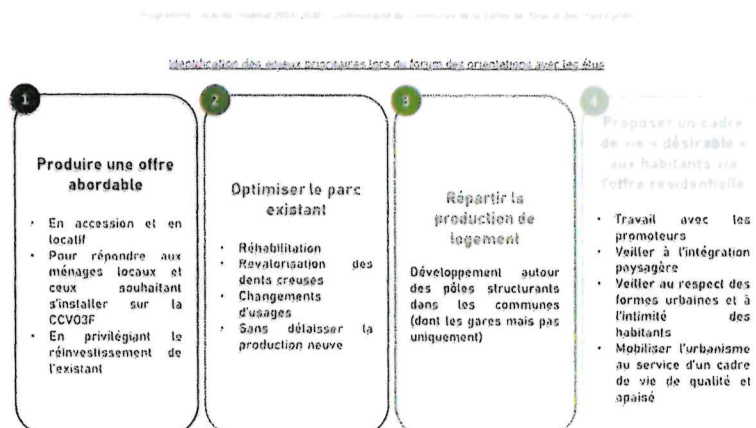 Identification des enjeux prioritaires lors du forum des orientations avec les élus
1
Produire une offre
abordable
• En accession et en
locatif
• Pour répondre aux
ménages locaux et
ceux souhaitant
s'installer sur la
CCVO3F
• En privilégiant le
réinvestissement de
l'existant
2
Optimiser le parc
existant
• Réhabilitation
• Revalorisation des
dents creuses
• Changements
d'usages
• Sans délaisser la
production neuve
3
Répartir la
production de
logement
Développement autour
des pôles structurants
dans les communes
(dont les gares mais pas
uniquement)
4
Proposer un cadre
de vie « désirable »
aux habitants via
l'offre residentielle
• Travail avec les
promoteurs
• Veiller à l'intégration
paysagère
• Veiller au respect des
formes urbaines et à
l'intimité des
habitants
• Mobiliser l'urbanisme
au service d'un cadre
de vie de qualité et
apaisé